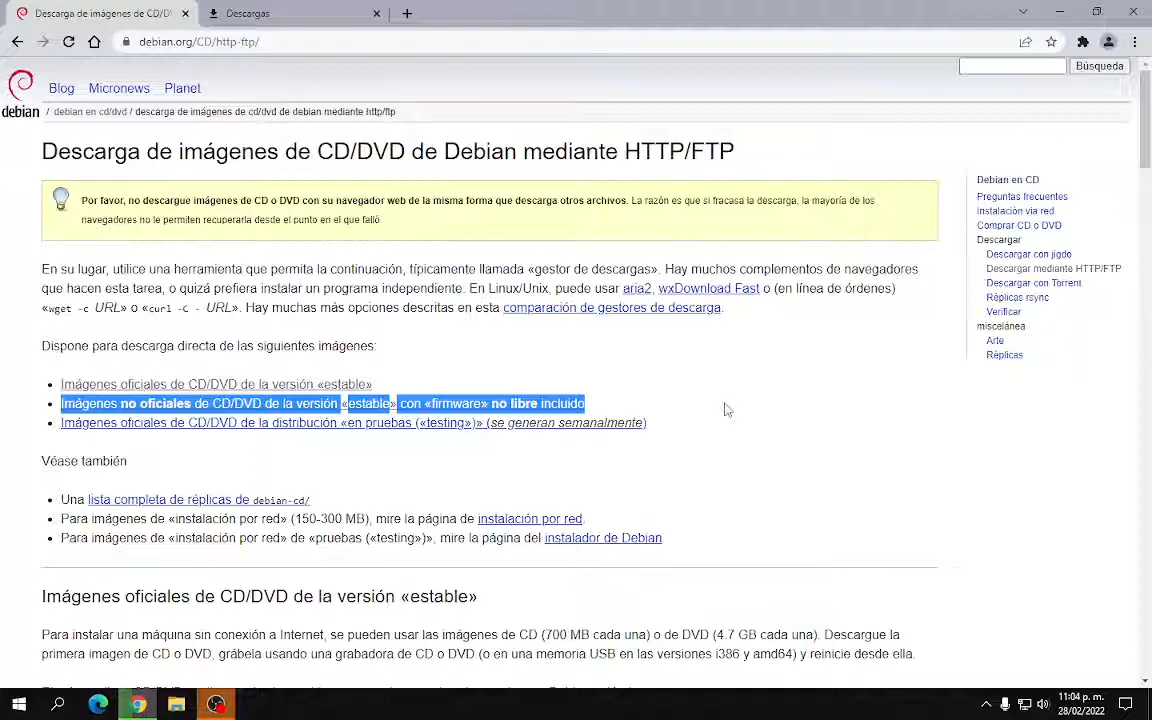 Descarga de imágenes de CD/DV
Descargas
debian.org/CD/http-ftp/
Búsqueda
Blog Micronews Planet
debian
/ debian en cd/dvd / descarga de imágenes de cd/dvd de debian mediante http/ftp
Descarga de imágenes de CD/DVD de Debian mediante HTTP/FTP
Por favor, no descargue imágenes de CD o DVD con su navegador web de la misma forma que descarga otros archivos. La razón es que si fracasa la descarga, la mayoría de los
navegadores no le permiten recuperarla desde el punto en el que falló.
En su lugar, utilice una herramienta que permita la continuación, típicamente llamada «gestor de descargas». Hay muchos complementos de navegadores
que hacen esta tarea, o quizá prefiera instalar un programa independiente. En Linux/Unix, puede usar aria2, wxDownload Fast o (en línea de órdenes)
«wget -c URL» o «curl -C - URL». Hay muchas más opciones descritas en esta comparación de gestores de descarga.
Dispone para descarga directa de las siguientes imágenes:
Imágenes oficiales de CD/DVD de la versión «estable»
Imágenes no oficiales de CD/DVD de la versión «estable» con «firmware» no libre incluido
Imágenes oficiales de CD/DVD de la distribución «en pruebas («testing»)» (se generan semanalmente)
Véase también
Una lista completa de réplicas de debian-cd/
Para imágenes de «instalación por red» (150-300 MB), mire la página de instalación por red.
Para imágenes de «instalación por red» de «pruebas («testing»)», mire la página del instalador de Debian
Imágenes oficiales de CD/DVD de la versión «estable»
Para instalar una máquina sin conexión a Internet, se pueden usar las imágenes de CD (700 MB cada una) o de DVD (4.7 GB cada una). Descargue la
primera imagen de CD o DVD, grábela usando una grabadora de CD o DVD (o en una memoria USB en las versiones i386 y amd64) y reinicie desde ella.
Debian en CD
Preguntas frecuentes
Instalación vía red
Comprar CD o DVD
Descargar
Descargar con jigdo
Descargar mediante HTTP/FTP
Descargar con Torrent
Réplicas rsync
Verificar
miscelánea
Arte
Réplicas
11:04 p. m.
28/02/2022